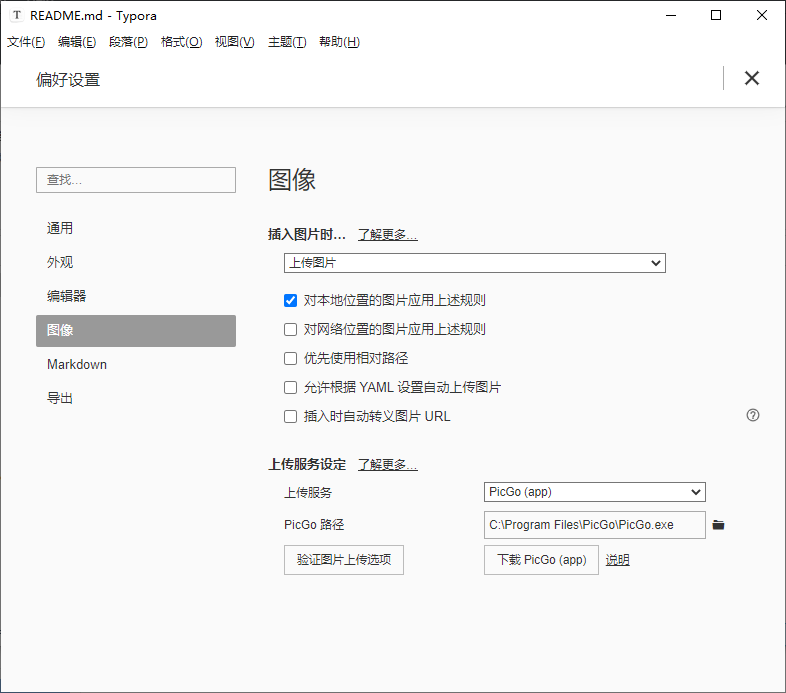 T README.md - Typora
文件(F) 编辑(E) 段落(P) 格式(O) 视图(V) 主题(T) 帮助(H)
偏好设置
查找...
通用
外观
编辑器
图像
Markdown
导出
图像
插入图片时... 了解更多...
上传图片
对本地位置的图片应用上述规则
对网络位置的图片应用上述规则
优先使用相对路径
允许根据 YAML 设置自动上传图片
插入时自动转义图片 URL
上传服务设定 了解更多...
上传服务 PicGo (app)
PicGo 路径 C:\Program Files\PicGo\PicGo.exe
验证图片上传选项 下载 PicGo (app) 说明